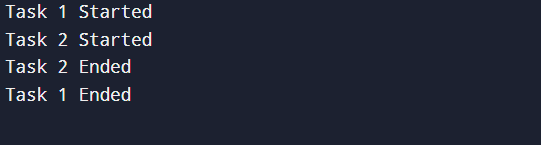 Task 1 Started
Task 2 Started
Task 2 Ended
Task 1 Ended